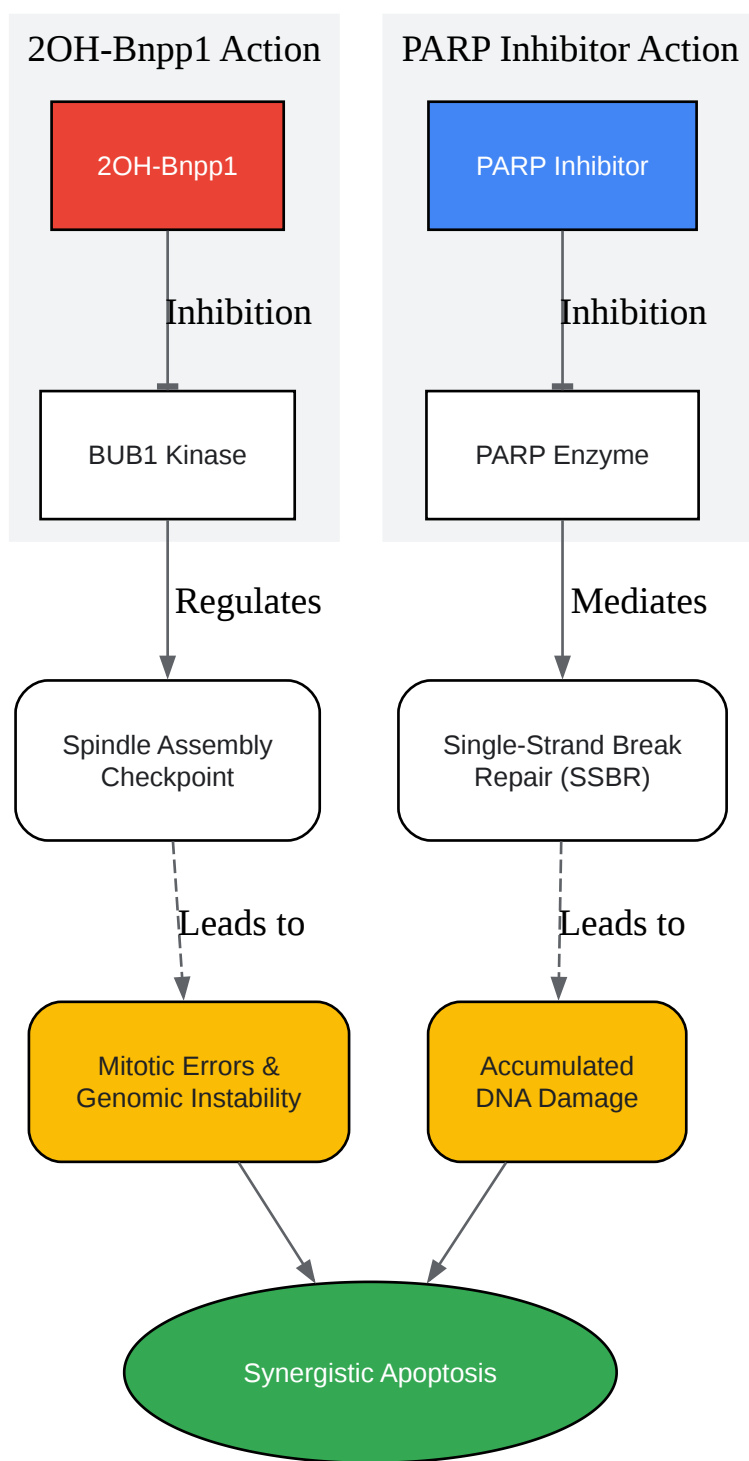 2OH-Bnpp1 Action
PARP Inhibitor Action
2OH-Bnpp1
PARP Inhibitor
Inhibition
Inhibition
BUB1 Kinase
PARP Enzyme
Regulates
Mediates
Spindle Assembly
Checkpoint
Single-Strand Break
Repair (SSBR)
Leads to
Leads to
Mitotic Errors &
Genomic Instability
Accumulated
DNA Damage
Synergistic Apoptosis